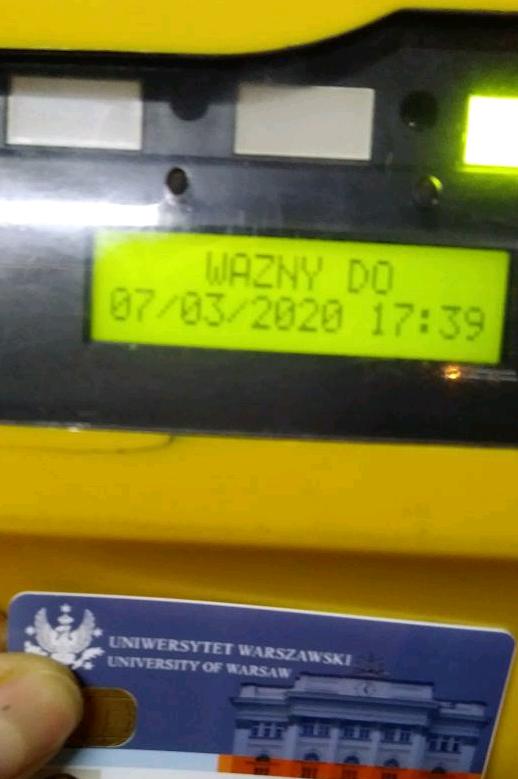 WAZNY DO
07/03/2020 17:39
UNIWERSYTET WARSZAWSKI
UNIVERSITY OF WARSAW